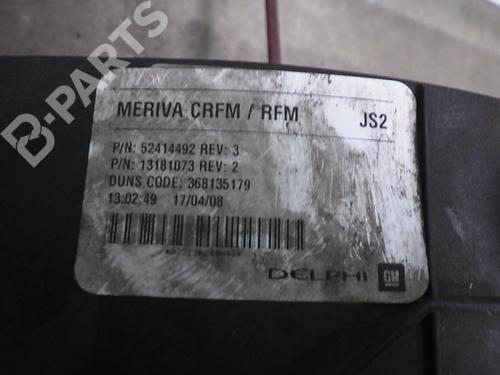 B-PARTS
MERIVA CRFM / RFM JS2
P/N: 52414492 REV: 3
P/N: 13181073 REV: 2
DUNS CODE: 368135179
13:02:49 17/04/08
DELPHI GM